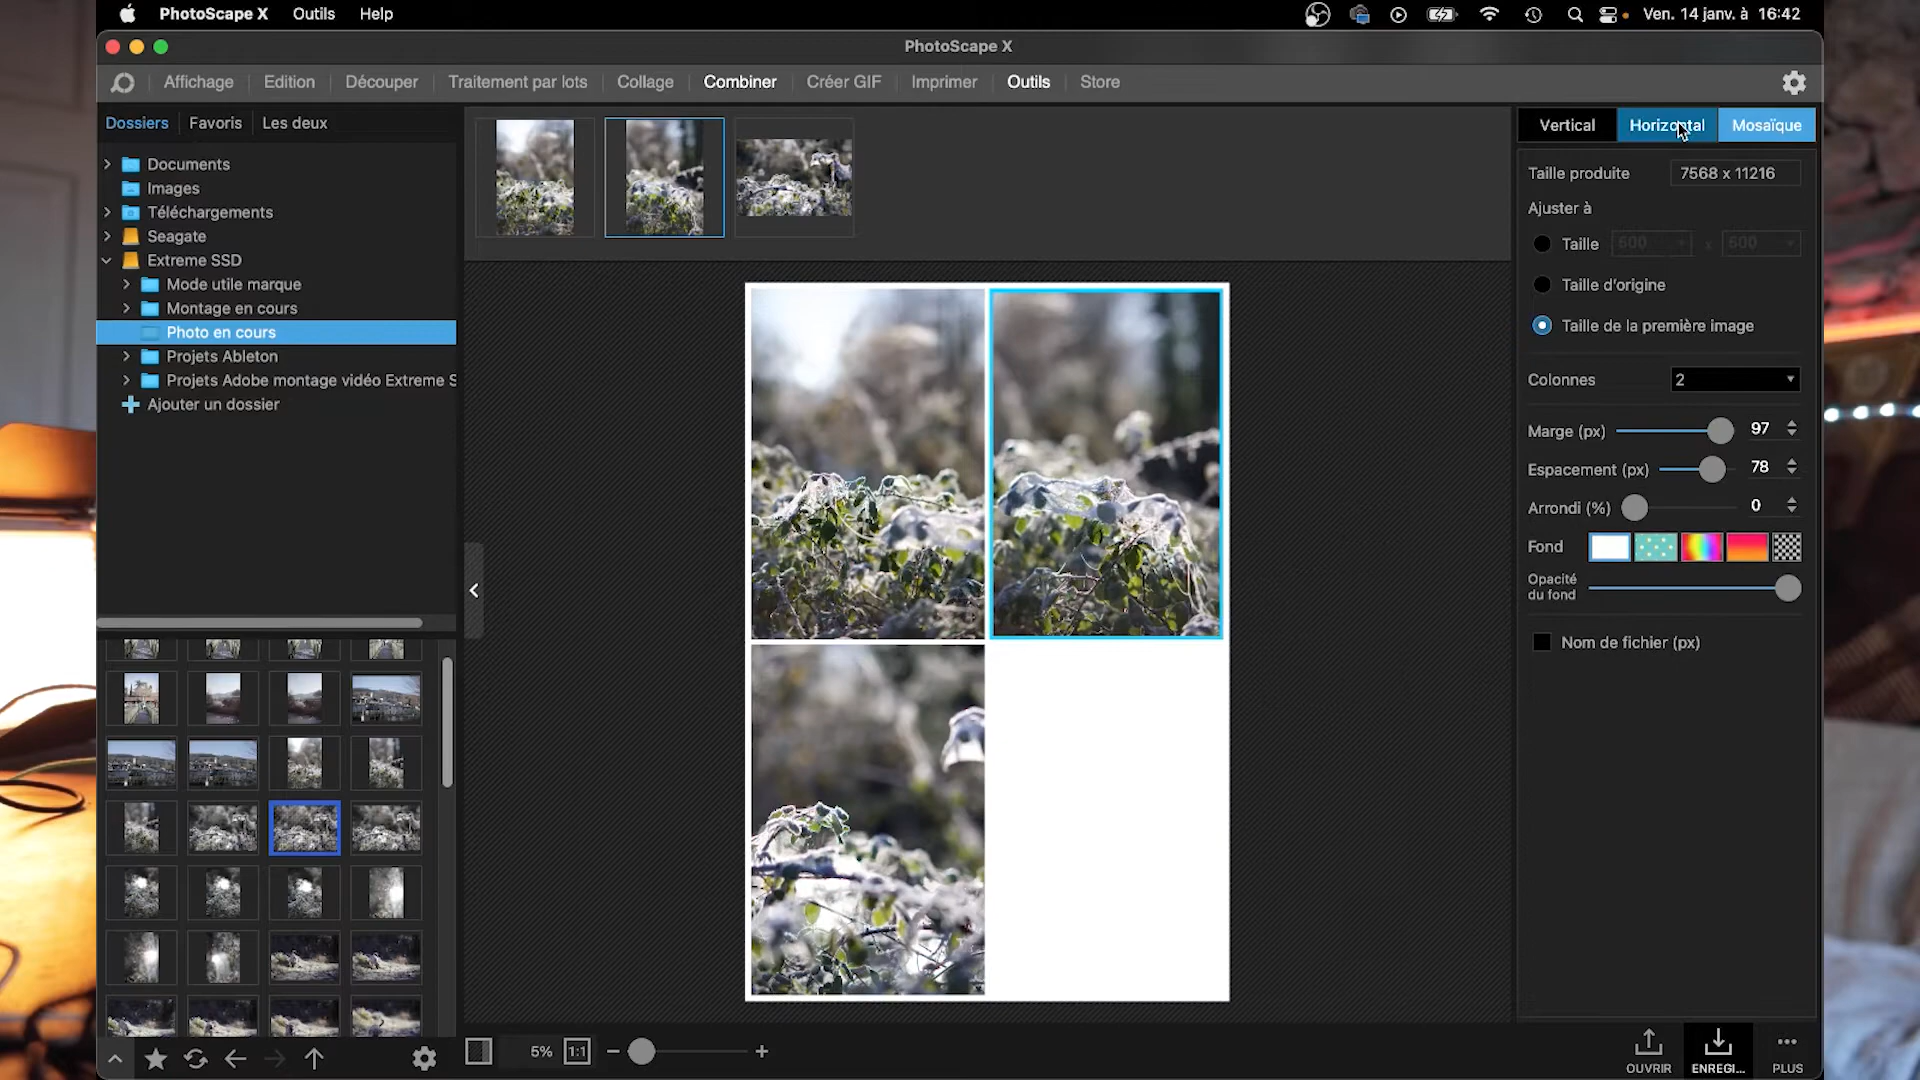 PhotoScape X Outils Help Ven. 14 janv. à 16:42
PhotoScape X
Affichage Edition Découper Traitement par lots Collage Combiner Créer GIF Imprimer Outils Store
Dossiers Favoris Les deux
Documents
Images
Téléchargements
Seagate
Extreme SSD
Mode utile marque
Montage en cours
Photo en cours
Projets Ableton
Projets Adobe montage vidéo Extreme S
Ajouter un dossier
Vertical Horizontal Mosaïque
Taille produite 7568 x 11216
Ajuster à
Taille 600 x 600
Taille d'origine
Taille de la première image
Colonnes 2
Marge (px) 97
Espacement (px) 78
Arrondi (%) 0
Fond
Opacité
du fond
Nom de fichier (px)
5% 1:1
OUVRIR ENREGI... PLUS